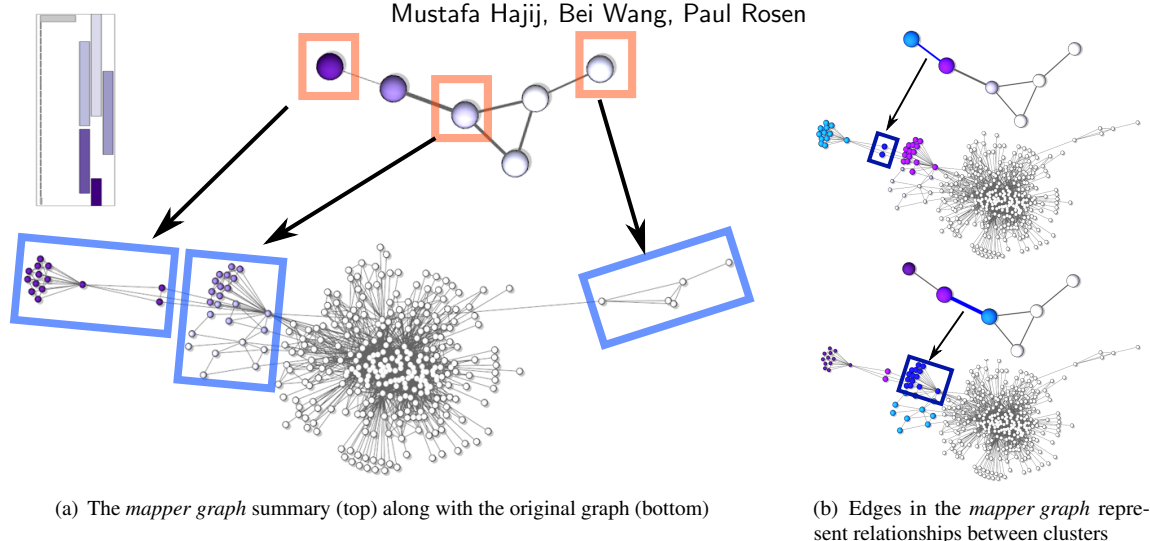 Mustafa Hajij, Bei Wang, Paul Rosen
(a) The mapper graph summary (top) along with the original graph (bottom)
(b) Edges in the mapper graph repre-
sent relationships between clusters